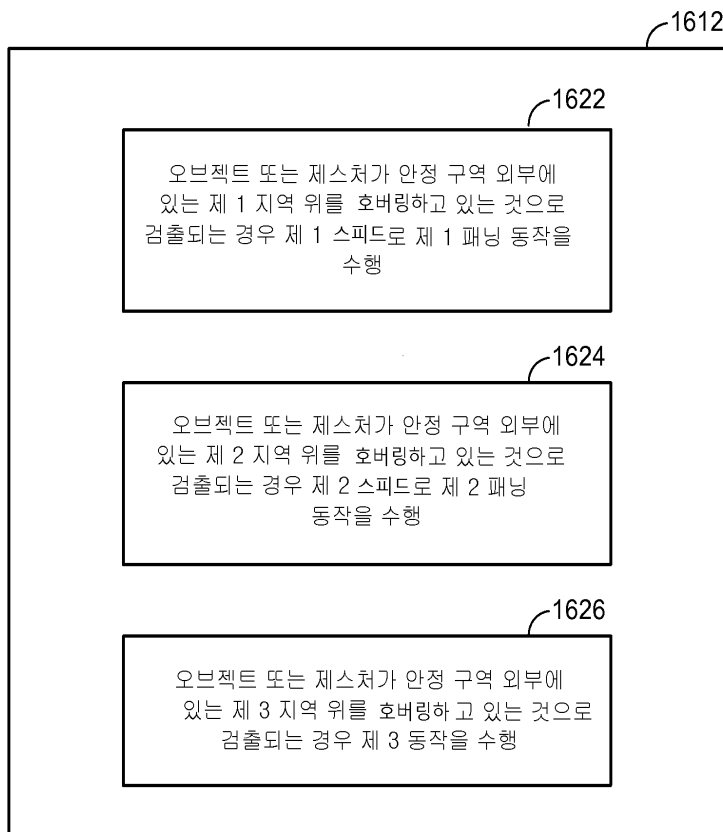 1612
1622
오브젝트 또는 제스처가 안정 구역 외부에
있는 제 1 지역 위를 호버링하고 있는 것으로
검출되는 경우 제 1 스피드로 제 1 패닝 동작을
수행
1624
오브젝트 또는 제스처가 안정 구역 외부에
있는 제 2 지역 위를 호버링하고 있는 것으로
검출되는 경우 제 2 스피드로 제 2 패닝
동작을 수행
1626
오브젝트 또는 제스처가 안정 구역 외부에
있는 제 3 지역 위를 호버링하고 있는 것으로
검출되는 경우 제 3 동작을 수행